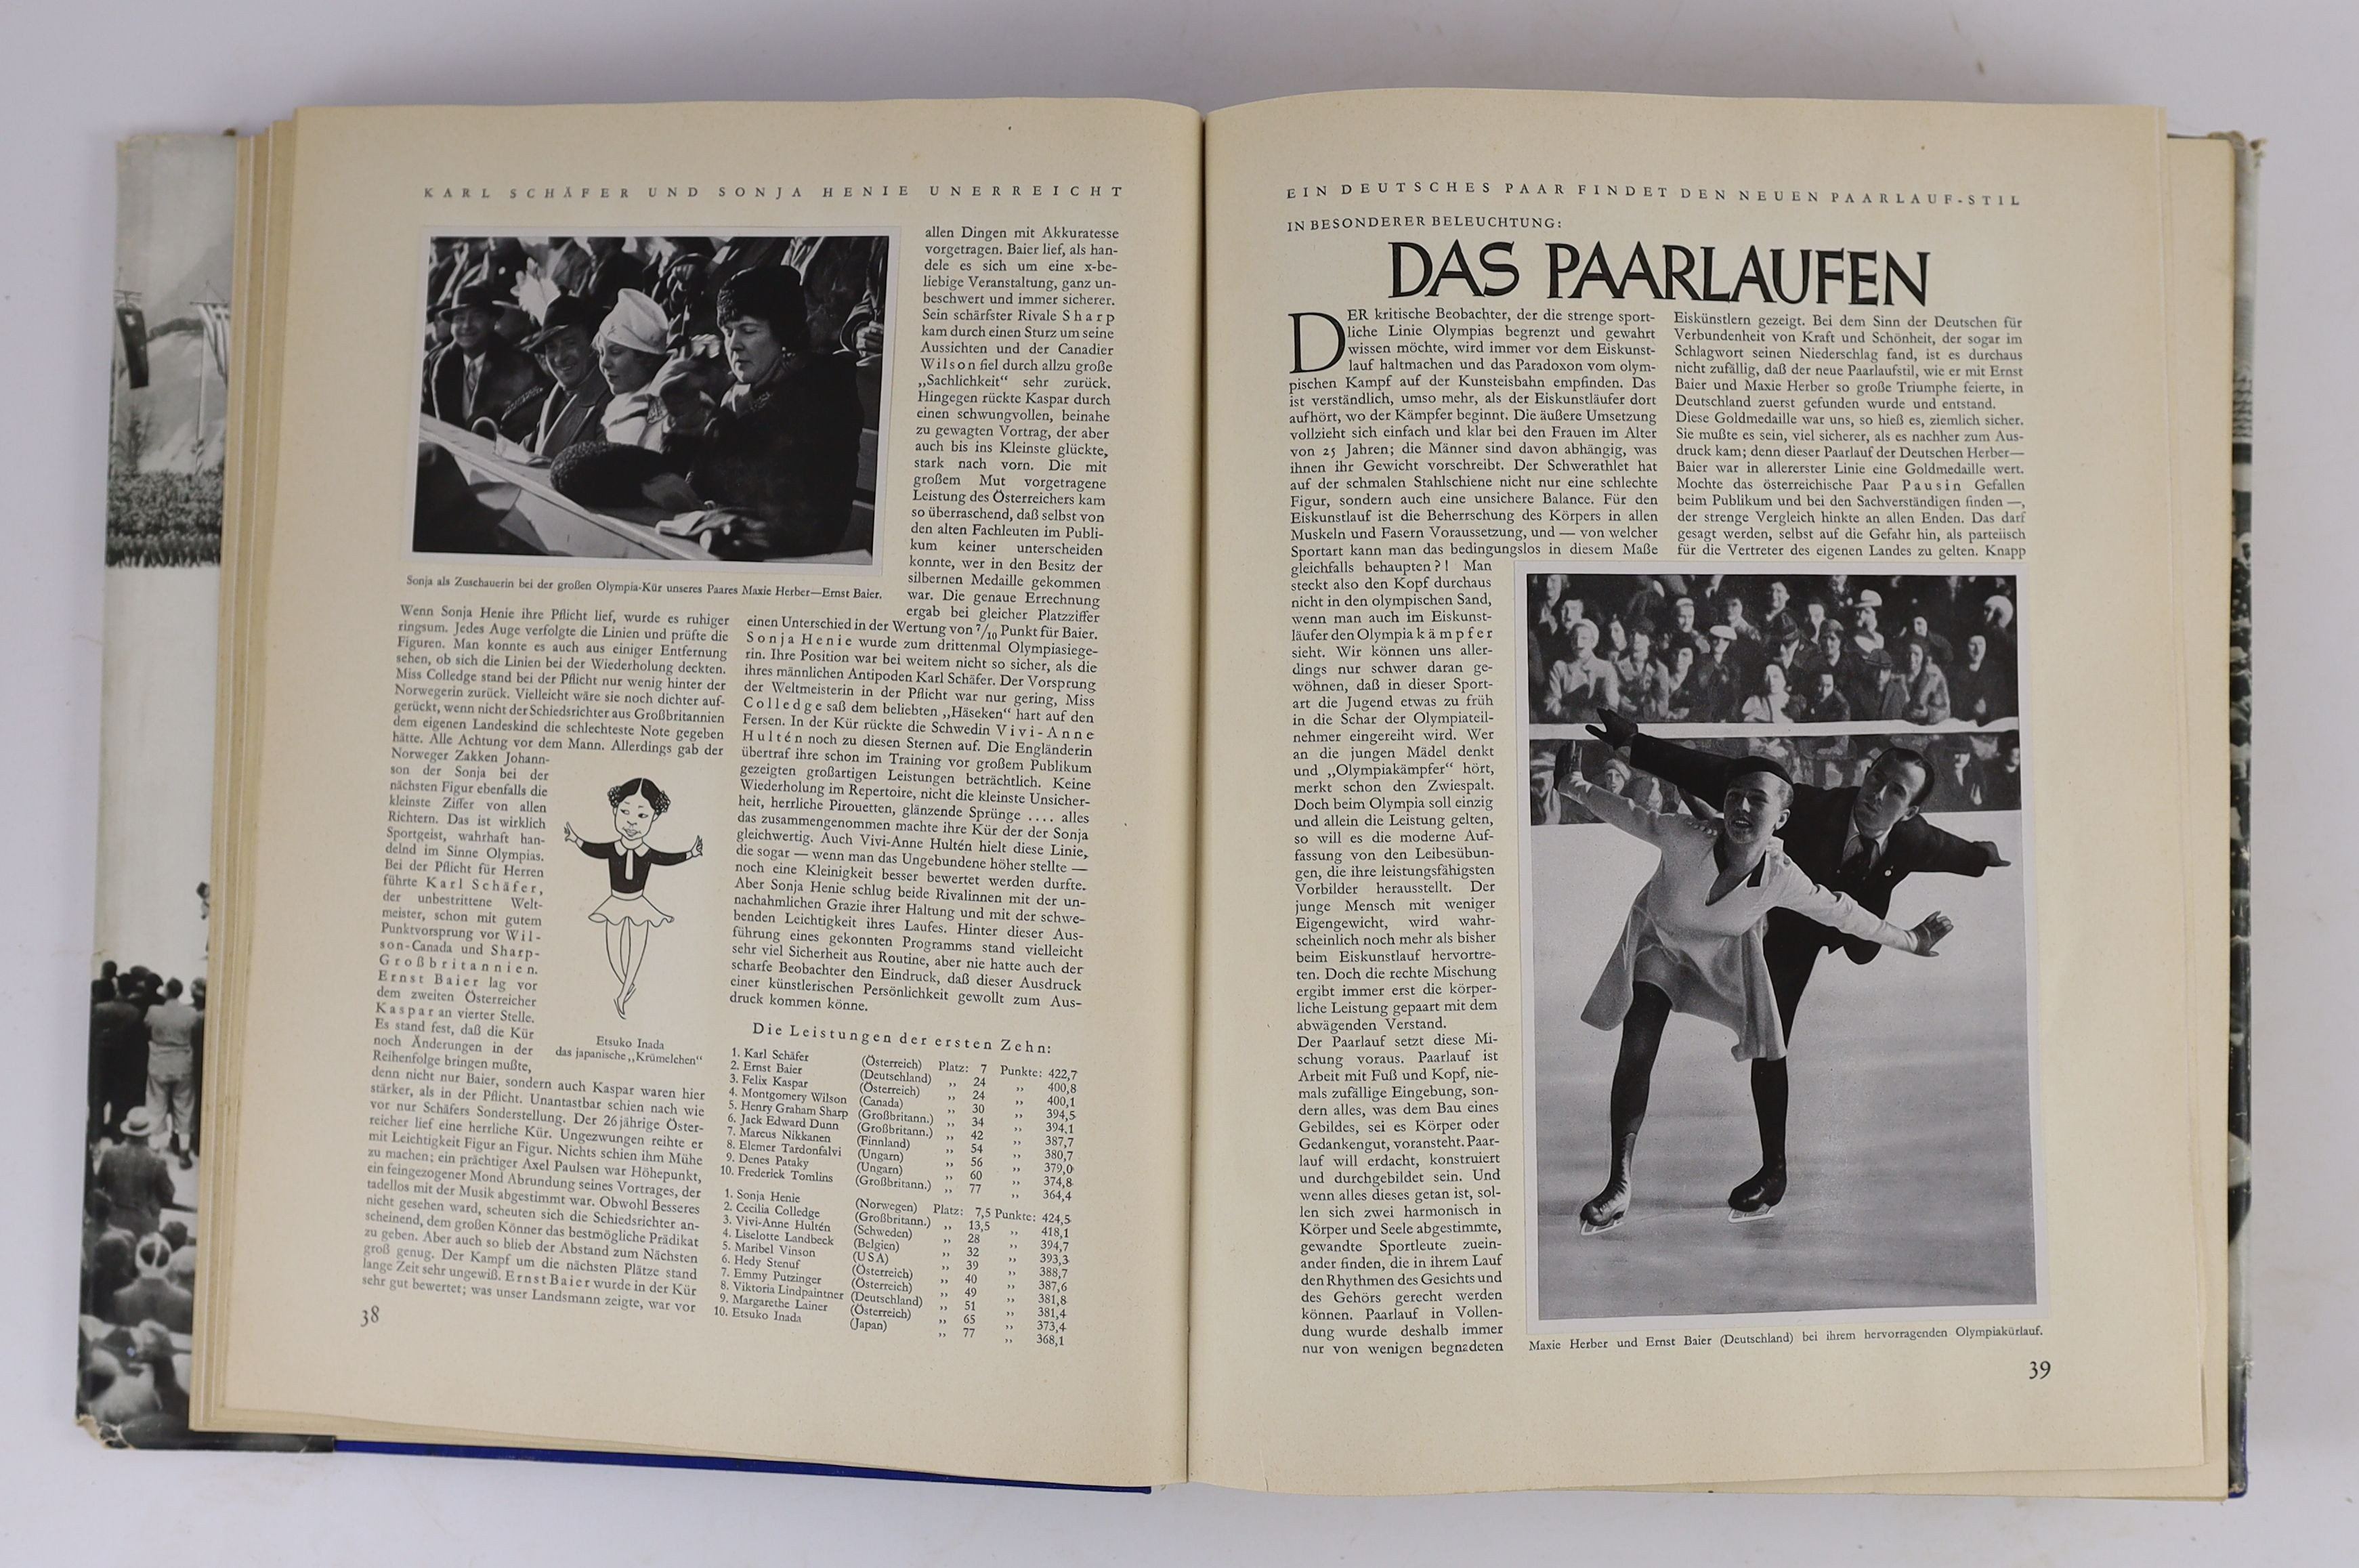 KARL SCHÄFER UND SONJA HENIE UNERREICHT
allen Dingen mit Akkuratesse
vorgetragen. Baier lief, als han-
dele es sich um eine x-be-
liebige Veranstaltung, ganz un-
beschwert und immer sicherer.
Sein schärfster Rivale Sharp
kam durch einen Sturz um seine
Aussichten und der Canadier
Wilson fiel durch allzu große
„Sachlichkeit“ sehr zurück.
Hingegen rückte Kaspar durch
einen schwungvollen, beinahe
zu gewagten Vortrag, der aber
auch bis ins Kleinste glückte,
stark nach vorn. Die mit
großem Mut vorgetragene
Leistung des Österreichers kam
so überraschend, daß selbst von
den alten Fachleuten im Publi-
kum keiner unterscheiden
konnte, wer in den Besitz der
silbernen Medaille gekommen
war. Die genaue Errechnung
ergab bei gleicher Platzziffer
Sonja als Zuschauerin bei der großen Olympia-Kür unseres Paares Maxie Herber—Ernst Baier.
Wenn Sonja Henie ihre Pflicht lief, wurde es ruhiger
ringsum. Jedes Auge verfolgte die Linien und prüfte die
Figuren. Man konnte es auch aus einiger Entfernung
sehen, ob sich die Linien bei der Wiederholung deckten.
Miss Colledge stand bei der Pflicht nur wenig hinter der
Norwegerin zurück. Vielleicht wäre sie noch dichter auf-
gerückt, wenn nicht der Schiedsrichter aus Großbritannien
dem eigenen Landeskind die schlechteste Note gegeben
hätte. Alle Achtung vor dem Mann. Allerdings gab der
Norweger Zakken Johann-
son der Sonja bei der
nächsten Figur ebenfalls die
kleinste Ziffer von allen
Richtern. Das ist wirklich
Sportgeist, wahrhaft han-
delnd im Sinne Olympias.
Bei der Pflicht für Herren
führte Karl Schäfer,
der unbestrittene Welt-
meister, schon mit gutem
Punktvorsprung vor Wil-
son-Canada und Sharp-
Großbritannien.
Ernst Baier lag vor
dem zweiten Österreicher
Kaspar an vierter Stelle.
Es stand fest, daß die Kür
noch Änderungen in der
Reihenfolge bringen mußte,
denn nicht nur Baier, sondern auch Kaspar waren hier
stärker, als in der Pflicht. Unantastbar schien nach wie
vor nur Schäfers Sonderstellung. Der 26jährige Öster-
reicher lief eine herrliche Kür. Ungezwungen reihte er
mit Leichtigkeit Figur an Figur. Nichts schien ihm Mühe
zu machen; ein prächtiger Axel Paulsen war Höhepunkt,
ein feingezogener Mond Abrundung seines Vortrages, der
tadellos mit der Musik abgestimmt war. Obwohl Besseres
nicht gesehen ward, scheuten sich die Schiedsrichter an-
scheinend, dem großen Könner das bestmögliche Prädikat
zu geben. Aber auch so blieb der Abstand zum Nächsten
groß genug. Der Kampf um die nächsten Plätze stand
lange Zeit sehr ungewiß. Ernst Baier wurde in der Kür
sehr gut bewertet; was unser Landsmann zeigte, war vor
Etsuko Inada
das japanische „Krümelchen“
einen Unterschied in der Wertung von 7/10 Punkt für Baier.
Sonja Henie wurde zum drittenmal Olympiasiege-
rin. Ihre Position war bei weitem nicht so sicher, als die
ihres männlichen Antipoden Karl Schäfer. Der Vorsprung
der Weltmeisterin in der Pflicht war nur gering, Miss
Colledge saß dem beliebten „Häseken“ hart auf den
Fersen. In der Kür rückte die Schwedin Vivi-Anne
Hultén noch zu diesen Sternen auf. Die Engländerin
übertraf ihre schon im Training vor großem Publikum
gezeigten großartigen Leistungen beträchtlich. Keine
Wiederholung im Repertoire, nicht die kleinste Unsicher-
heit, herrliche Pirouetten, glänzende Sprünge .... alles
das zusammengenommen machte ihre Kür der der Sonja
gleichwertig. Auch Vivi-Anne Hultén hielt diese Linie,
die sogar — wenn man das Ungebundene höher stellte —
noch eine Kleinigkeit besser bewertet werden durfte.
Aber Sonja Henie schlug beide Rivalinnen mit der un-
nachahmlichen Grazie ihrer Haltung und mit der schwe-
benden Leichtigkeit ihres Laufes. Hinter dieser Aus-
führung eines gekonnten Programms stand vielleicht
sehr viel Sicherheit aus Routine, aber nie hatte auch der
scharfe Beobachter den Eindruck, daß dieser Ausdruck
einer künstlerischen Persönlichkeit gewollt zum Aus-
druck kommen könne.
Die Leistungen der ersten Zehn:
1. Karl Schäfer (Österreich) Platz: 7 Punkte: 422,7
2. Ernst Baier (Deutschland) „ 24 „ 400,8
3. Felix Kaspar (Österreich) „ 24 „ 400,1
4. Montgomery Wilson (Canada) „ 30 „ 394,5
5. Henry Graham Sharp (Großbritann.) „ 34 „ 394,1
6. Jack Edward Dunn (Großbritann.) „ 42 „ 387,7
7. Marcus Nikkanen (Finnland) „ 54 „ 380,7
8. Elemer Tardonfalvi (Ungarn) „ 56 „ 379,0
9. Denes Pataky (Ungarn) „ 60 „ 374,8
10. Frederick Tomlins (Großbritann.) „ 77 „ 364,4
1. Sonja Henie (Norwegen) Platz: 7,5 Punkte: 424,5
2. Cecilia Colledge (Großbritann.) „ 13,5 „ 418,1
3. Vivi-Anne Hultén (Schweden) „ 28 „ 394,7
4. Liselotte Landbeck (Belgien) „ 32 „ 393,3
5. Maribel Vinson (USA) „ 39 „ 388,7
6. Hedy Stenuf (Österreich) „ 40 „ 387,6
7. Emmy Putzinger (Österreich) „ 49 „ 381,8
8. Viktoria Lindpaintner (Deutschland) „ 51 „ 381,4
9. Margarethe Lainer (Österreich) „ 65 „ 373,4
10. Etsuko Inada (Japan) „ 77 „ 368,1
38
EIN DEUTSCHES PAAR FINDET DEN NEUEN PAARLAUF-STIL
IN BESONDERER BELEUCHTUNG:
DAS PAARLAUFEN
DER kritische Beobachter, der die strenge sport-
liche Linie Olympias begrenzt und gewahrt
wissen möchte, wird immer vor dem Eiskunst-
lauf haltmachen und das Paradoxon vom olym-
pischen Kampf auf der Kunsteisbahn empfinden. Das
ist verständlich, umso mehr, als der Eiskunstläufer dort
aufhört, wo der Kämpfer beginnt. Die äußere Umsetzung
vollzieht sich einfach und klar bei den Frauen im Alter
von 25 Jahren; die Männer sind davon abhängig, was
ihnen ihr Gewicht vorschreibt. Der Schwerathlet hat
auf der schmalen Stahlschiene nicht nur eine schlechte
Figur, sondern auch eine unsichere Balance. Für den
Eiskunstlauf ist die Beherrschung des Körpers in allen
Muskeln und Fasern Voraussetzung, und — von welcher
Sportart kann man das bedingungslos in diesem Maße
gleichfalls behaupten?! Man
steckt also den Kopf durchaus
nicht in den olympischen Sand,
wenn man auch im Eiskunst-
läufer den Olympiakämpfer
sieht. Wir können uns aller-
dings nur schwer daran ge-
wöhnen, daß in dieser Sport-
art die Jugend etwas zu früh
in die Schar der Olympiateil-
nehmer eingereiht wird. Wer
an die jungen Mädel denkt
und „Olympiakämpfer“ hört,
merkt schon den Zwiespalt.
Doch beim Olympia soll einzig
und allein die Leistung gelten,
so will es die moderne Auf-
fassung von den Leibesübun-
gen, die ihre leistungsfähigsten
Vorbilder herausstellt. Der
junge Mensch mit weniger
Eigengewicht, wird wahr-
scheinlich noch mehr als bisher
beim Eiskunstlauf hervortre-
ten. Doch die rechte Mischung
ergibt immer erst die körper-
liche Leistung gepaart mit dem
abwägenden Verstand.
Der Paarlauf setzt diese Mi-
schung voraus. Paarlauf ist
Arbeit mit Fuß und Kopf, nie-
mals zufällige Eingebung, son-
dern alles, was dem Bau eines
Gebildes, sei es Körper oder
Gedankengut, voransteht. Paar-
lauf will erdacht, konstruiert
und durchgebildet sein. Und
wenn alles dieses getan ist, sol-
len sich zwei harmonisch in
Körper und Seele abgestimmte,
gewandte Sportleute zuein-
ander finden, die in ihrem Lauf
den Rhythmen des Gesichts und
des Gehörs gerecht werden
können. Paarlauf in Vollen-
dung wurde deshalb immer
nur von wenigen begnadeten
Eiskünstlern gezeigt. Bei dem Sinn der Deutschen für
Verbundenheit von Kraft und Schönheit, der sogar im
Schlagwort seinen Niederschlag fand, ist es durchaus
nicht zufällig, daß der neue Paarlaufstil, wie er mit Ernst
Baier und Maxie Herber so große Triumphe feierte, in
Deutschland zuerst gefunden wurde und entstand.
Diese Goldmedaille war uns, so hieß es, ziemlich sicher.
Sie mußte es sein, viel sicherer, als es nachher zum Aus-
druck kam; denn dieser Paarlauf der Deutschen Herber—
Baier war in allererster Linie eine Goldmedaille wert.
Mochte das österreichische Paar Pausin Gefallen
beim Publikum und bei den Sachverständigen finden —,
der strenge Vergleich hinkte an allen Enden. Das darf
gesagt werden, selbst auf die Gefahr hin, als parteiisch
für die Vertreter des eigenen Landes zu gelten. Knapp
Maxie Herber und Ernst Baier (Deutschland) bei ihrem hervorragenden Olympiakürlauf.
39